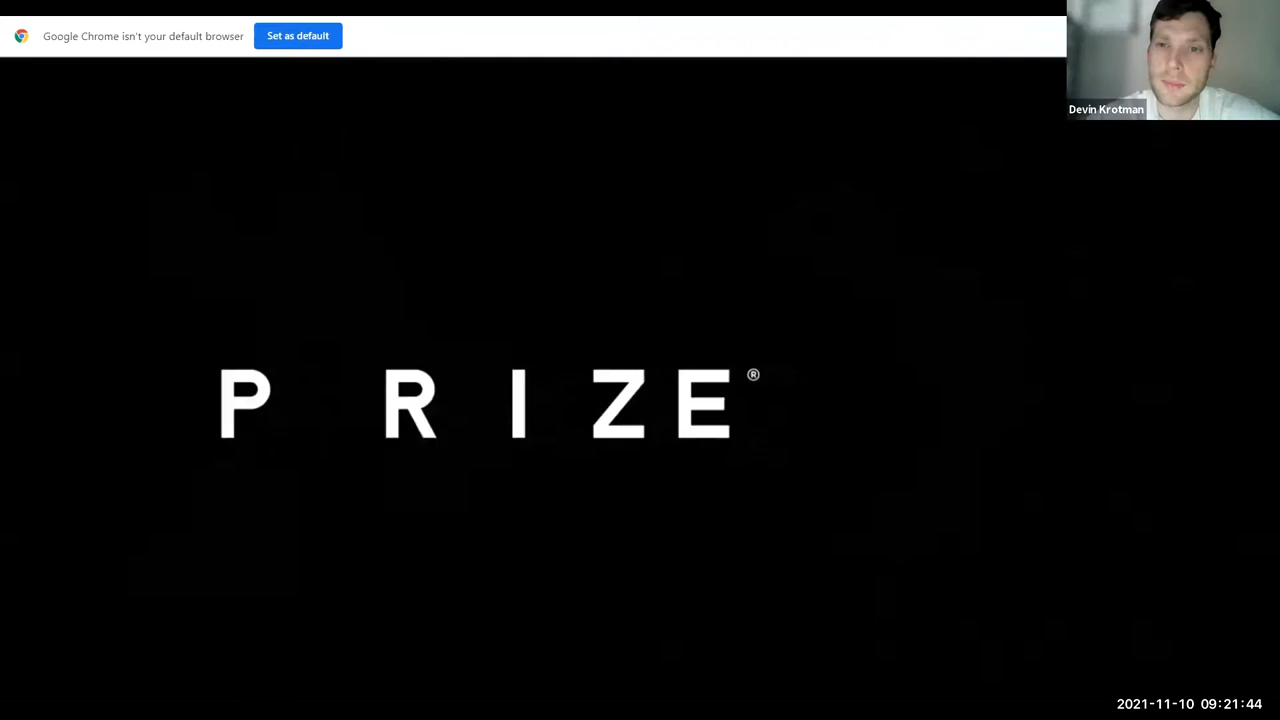 Google Chrome isn't your default browser
Set as default
Devin Krotman
P R I Z E ®
2021-11-10 09:21:44